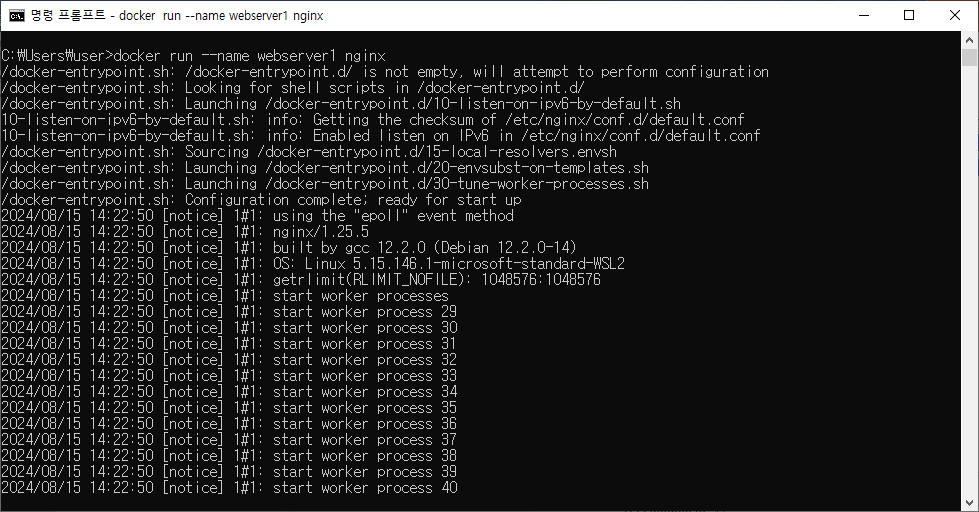 명령 프롬프트 - docker  run --name webserver1 nginx
C:\Users\user>docker run --name webserver1 nginx
/docker-entrypoint.sh: /docker-entrypoint.d/ is not empty, will attempt to perform configuration
/docker-entrypoint.sh: Looking for shell scripts in /docker-entrypoint.d/
/docker-entrypoint.sh: Launching /docker-entrypoint.d/10-listen-on-ipv6-by-default.sh
10-listen-on-ipv6-by-default.sh: info: Getting the checksum of /etc/nginx/conf.d/default.conf
10-listen-on-ipv6-by-default.sh: info: Enabled listen on IPv6 in /etc/nginx/conf.d/default.conf
/docker-entrypoint.sh: Sourcing /docker-entrypoint.d/15-local-resolvers.envsh
/docker-entrypoint.sh: Launching /docker-entrypoint.d/20-envsubst-on-templates.sh
/docker-entrypoint.sh: Launching /docker-entrypoint.d/30-tune-worker-processes.sh
/docker-entrypoint.sh: Configuration complete; ready for start up
2024/08/15 14:22:50 [notice] 1#1: using the "epoll" event method
2024/08/15 14:22:50 [notice] 1#1: nginx/1.25.5
2024/08/15 14:22:50 [notice] 1#1: built by gcc 12.2.0 (Debian 12.2.0-14)
2024/08/15 14:22:50 [notice] 1#1: OS: Linux 5.15.146.1-microsoft-standard-WSL2
2024/08/15 14:22:50 [notice] 1#1: getrlimit(RLIMIT_NOFILE): 1048576:1048576
2024/08/15 14:22:50 [notice] 1#1: start worker processes
2024/08/15 14:22:50 [notice] 1#1: start worker process 29
2024/08/15 14:22:50 [notice] 1#1: start worker process 30
2024/08/15 14:22:50 [notice] 1#1: start worker process 31
2024/08/15 14:22:50 [notice] 1#1: start worker process 32
2024/08/15 14:22:50 [notice] 1#1: start worker process 33
2024/08/15 14:22:50 [notice] 1#1: start worker process 34
2024/08/15 14:22:50 [notice] 1#1: start worker process 35
2024/08/15 14:22:50 [notice] 1#1: start worker process 36
2024/08/15 14:22:50 [notice] 1#1: start worker process 37
2024/08/15 14:22:50 [notice] 1#1: start worker process 38
2024/08/15 14:22:50 [notice] 1#1: start worker process 39
2024/08/15 14:22:50 [notice] 1#1: start worker process 40